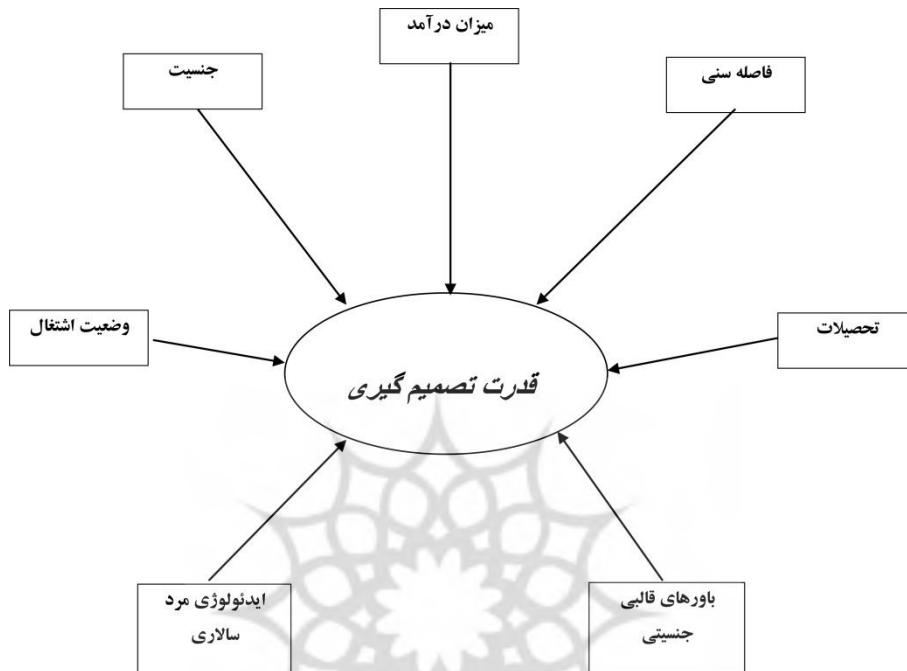 میزان درآمد
جنسیت
فاصله سنی
وضعیت اشتغال
تحصیلات
قدرت تصمیم گیری
ایدئولوژی مرد
سالاری
باورهای قالبی
جنسیتی